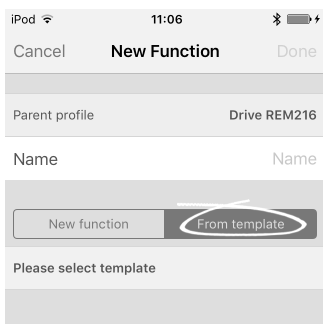 iPod 11:06
Cancel New Function Done
Parent profile Drive REM216
Name Name
New function From template
Please select template